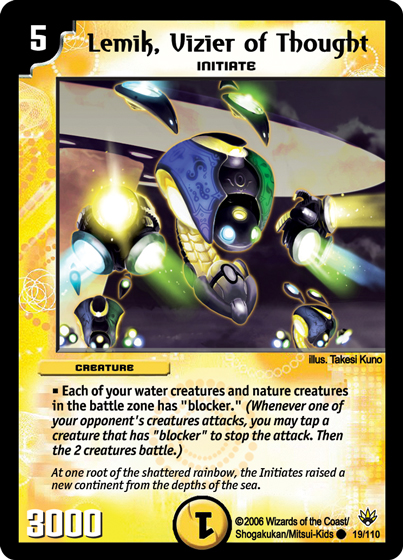 5
Lemik, Vizier of Thought
INITIATE
illus. Takesi Kuno
CREATURE
▪ Each of your water creatures and nature creatures
in the battle zone has "blocker." (Whenever one of
your opponent's creatures attacks, you may tap a
creature that has "blocker" to stop the attack. Then
the 2 creatures battle.)
At one root of the shattered rainbow, the Initiates raised a
new continent from the depths of the sea.
3000
1
©2006 Wizards of the Coast/
Shogakukan/Mitsui-Kids ● 19/110